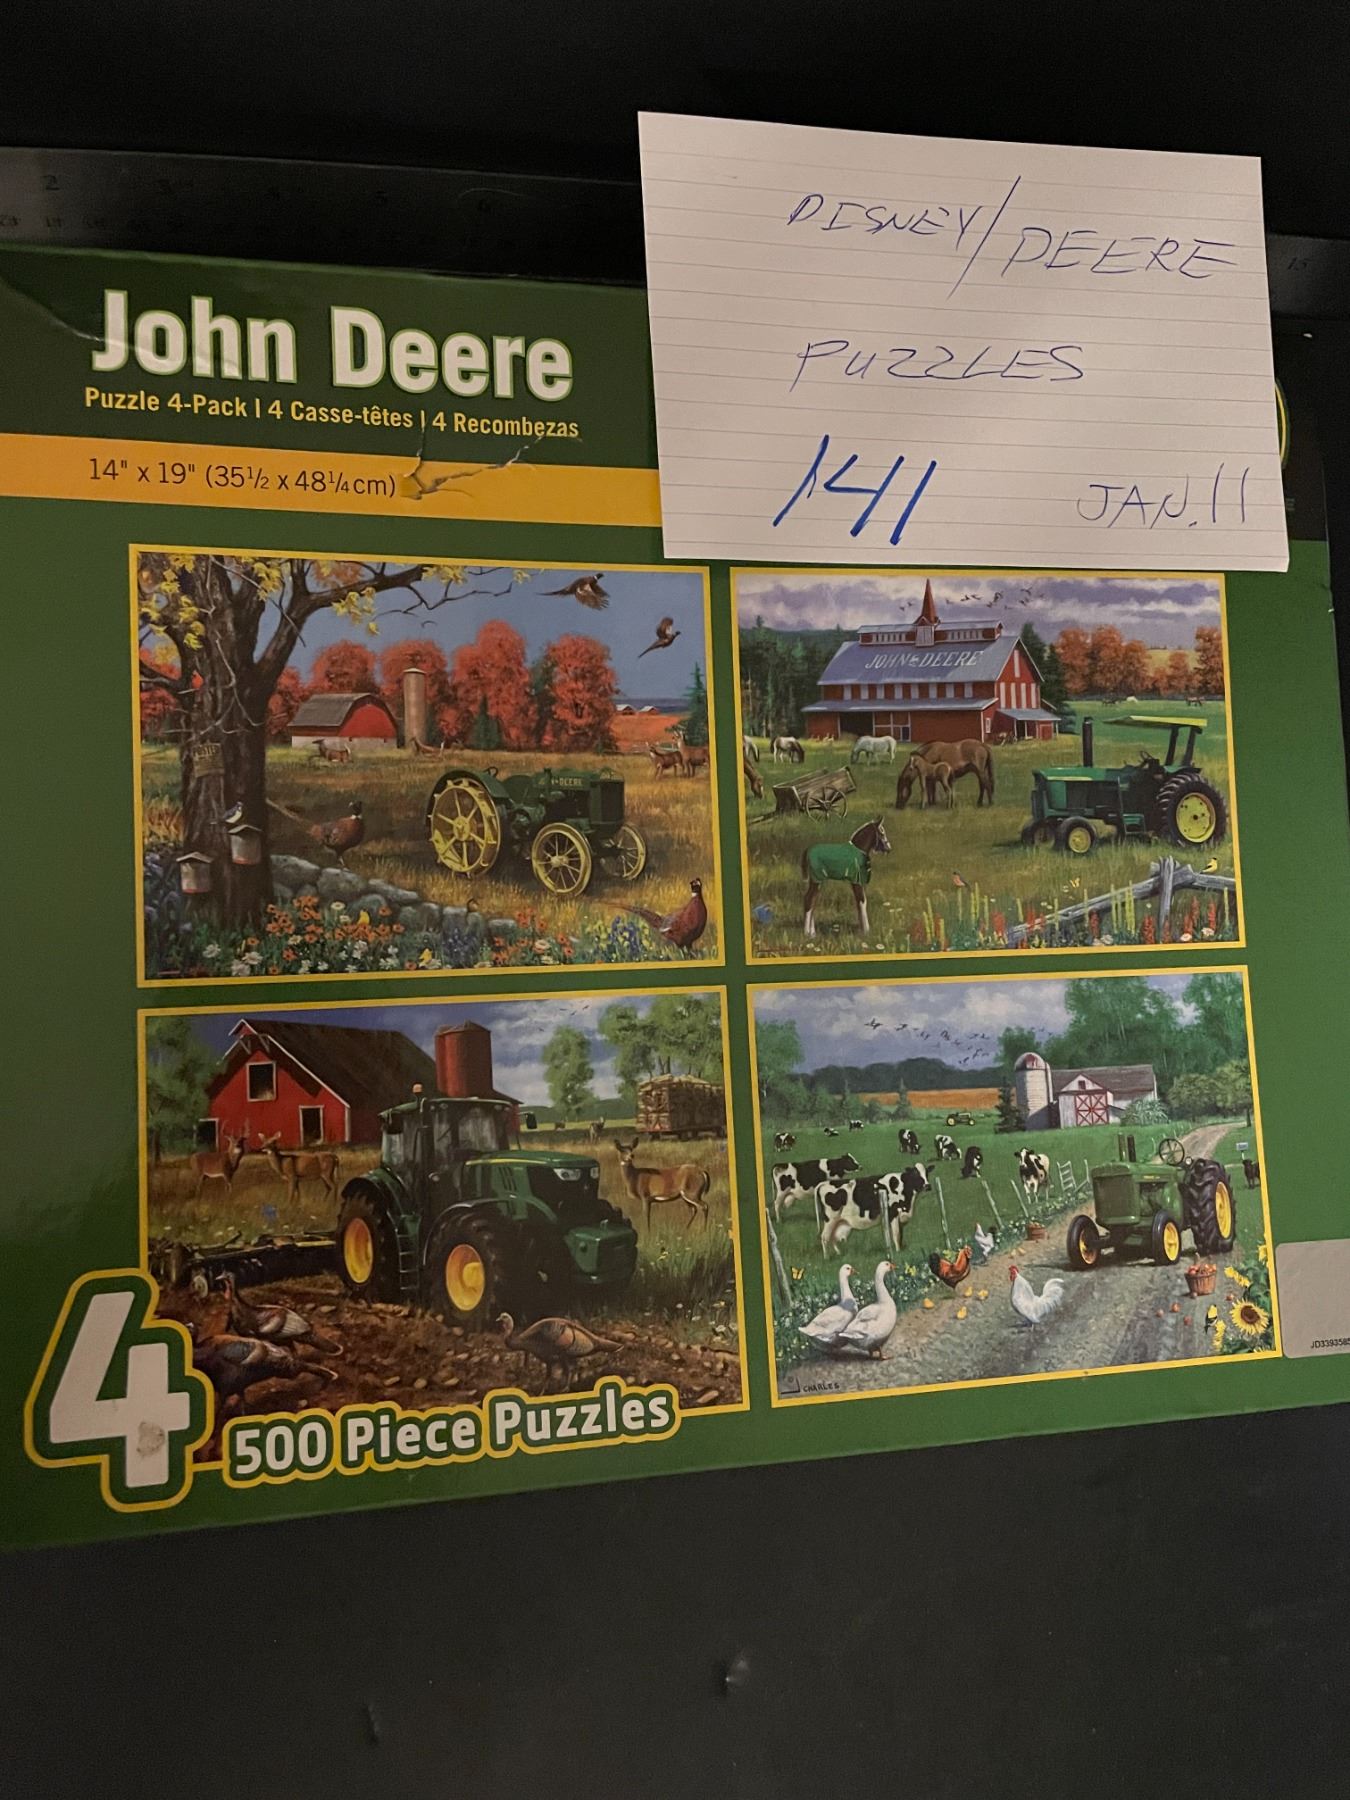 DISNEY/DEERE
PUZZLES
141 JAN. 11
John Deere
Puzzle 4-Pack | 4 Casse-têtes | 4 Recombezas
14" x 19" (35½ x 48¼cm)
JOHN DEERE
4
500 Piece Puzzles
J CHARLES